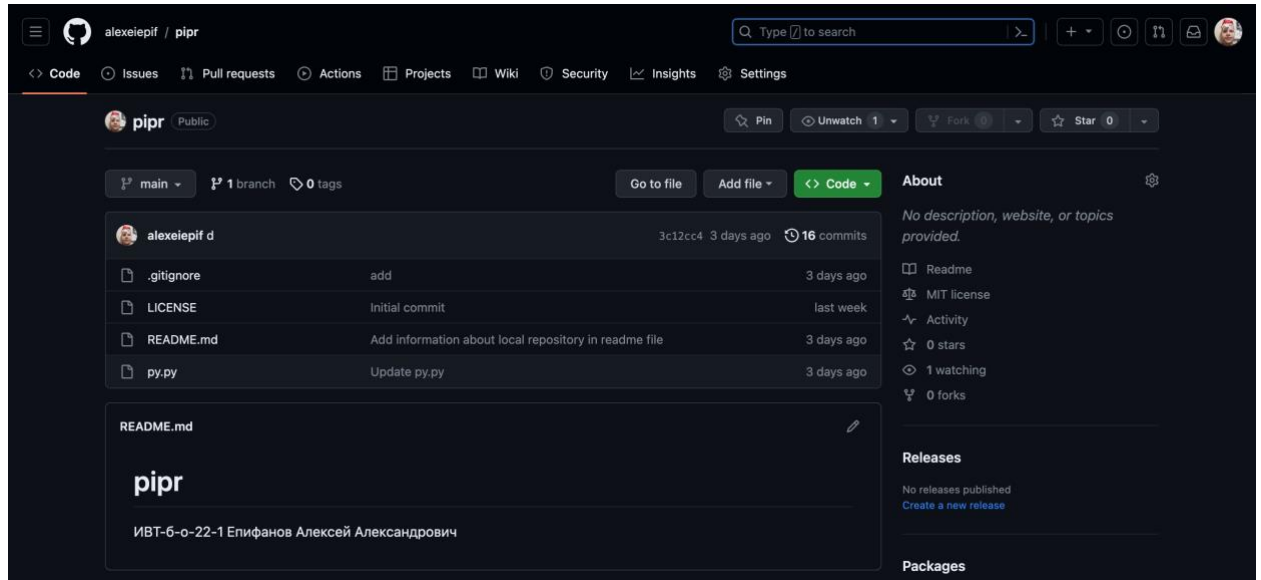 alexeiepif / pipr
Type / to search
Code Issues Pull requests Actions Projects Wiki Security Insights Settings
pipr Public
Pin Unwatch 1 Fork 0 Star 0
main 1 branch 0 tags Go to file Add file Code
alexeiepif d 3c12cc4 3 days ago 16 commits
.gitignore add 3 days ago
LICENSE Initial commit last week
README.md Add information about local repository in readme file 3 days ago
py.py Update py.py 3 days ago
README.md
pipr
ИВТ-б-о-22-1 Епифанов Алексей Александрович
About
No description, website, or topics
provided.
Readme
MIT license
Activity
0 stars
1 watching
0 forks
Releases
No releases published
Create a new release
Packages